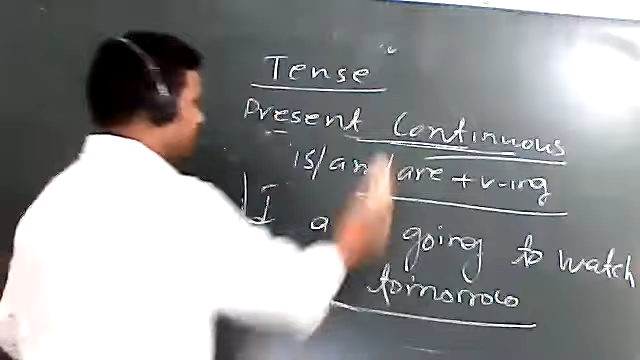 Tense
Present Continuous
is/am/are + v-ing
I going to watch
tomorrow